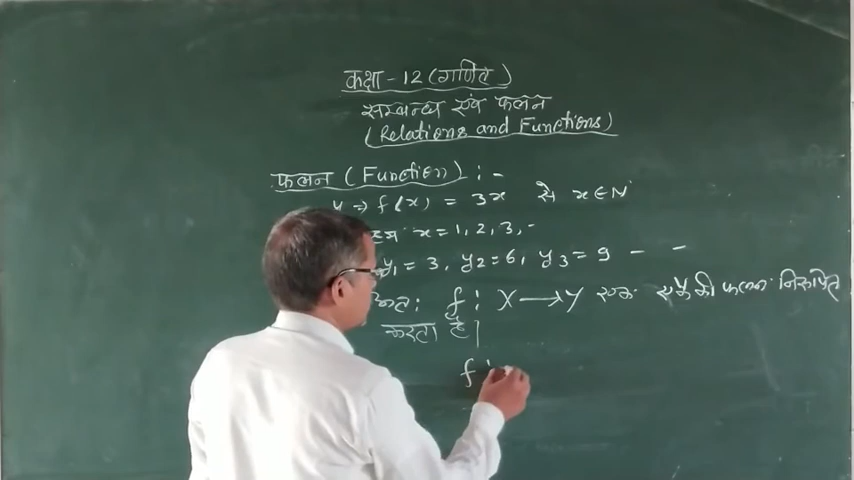 कक्षा - 12 (गणित)
सम्बन्ध एवं फलन
(Relations and Functions)
फलन (Function) :-
y => f(x) = 3x से x ∈ N
x = 1, 2, 3, -
y₁ = 3, y₂ = 6, y₃ = 9 - -
अतः f : X → Y एक एकैकी फलन निरूपित
करता है |
f :